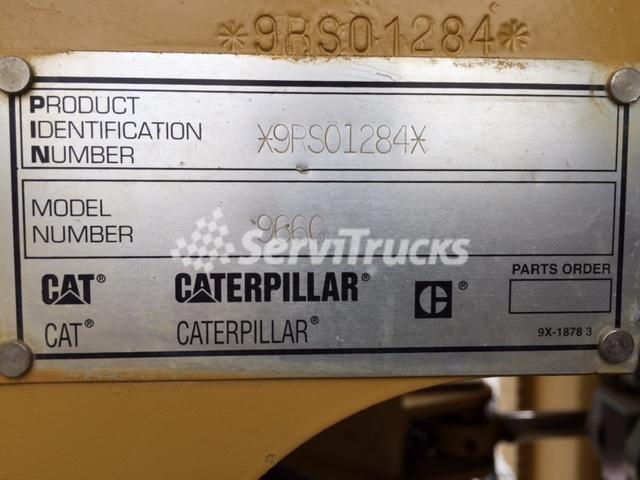 *9RS01284*
PRODUCT
IDENTIFICATION
NUMBER
*9RS01284*
MODEL
NUMBER
966G
ServiTrucks
CAT®
CATERPILLAR®
C®
PARTS ORDER
CAT®
CATERPILLAR®
9X-1878 3